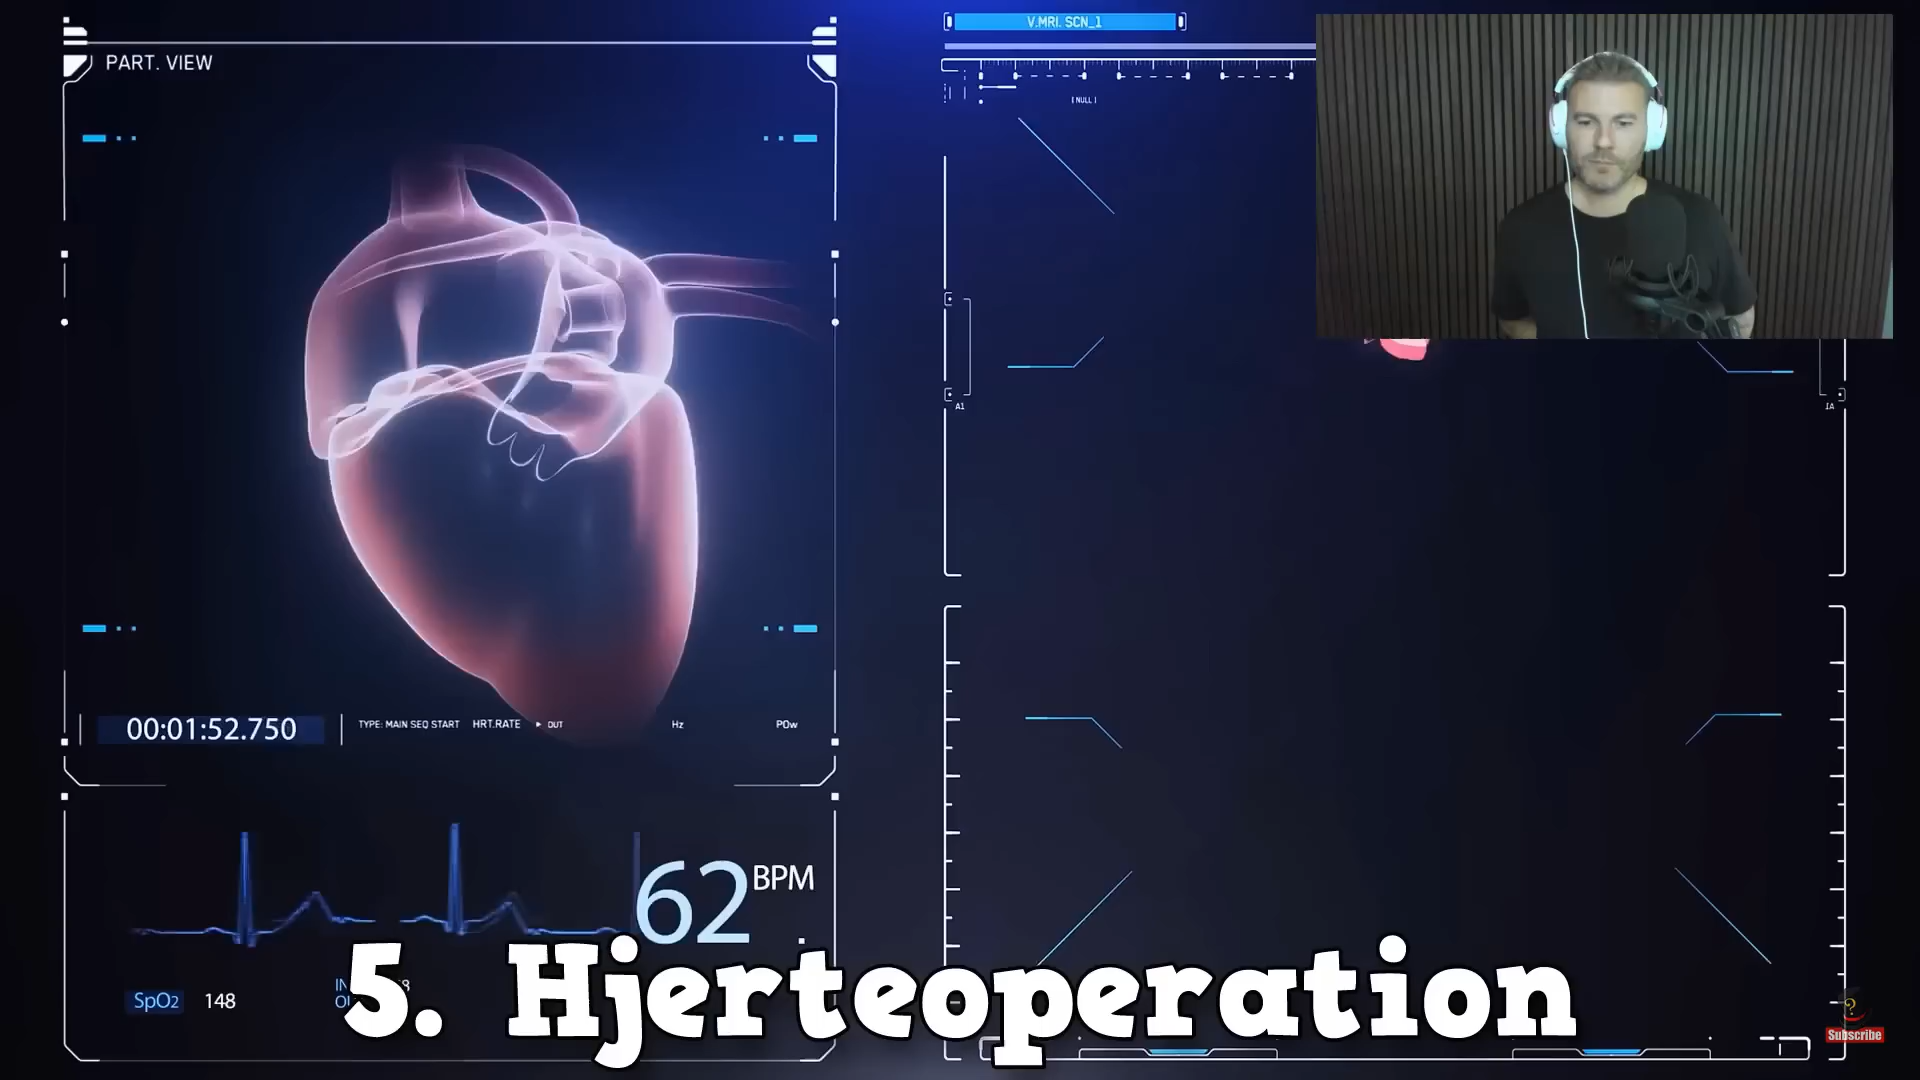 V.MRI. SCN_1
PART. VIEW
[ NULL ]
A1
IA
00:01:52.750
TYPE: MAIN SEQ START
HRT.RATE
OUT
Hz
POw
62 BPM
SpO2 148
5. Hjerteoperation
?
Subscribe